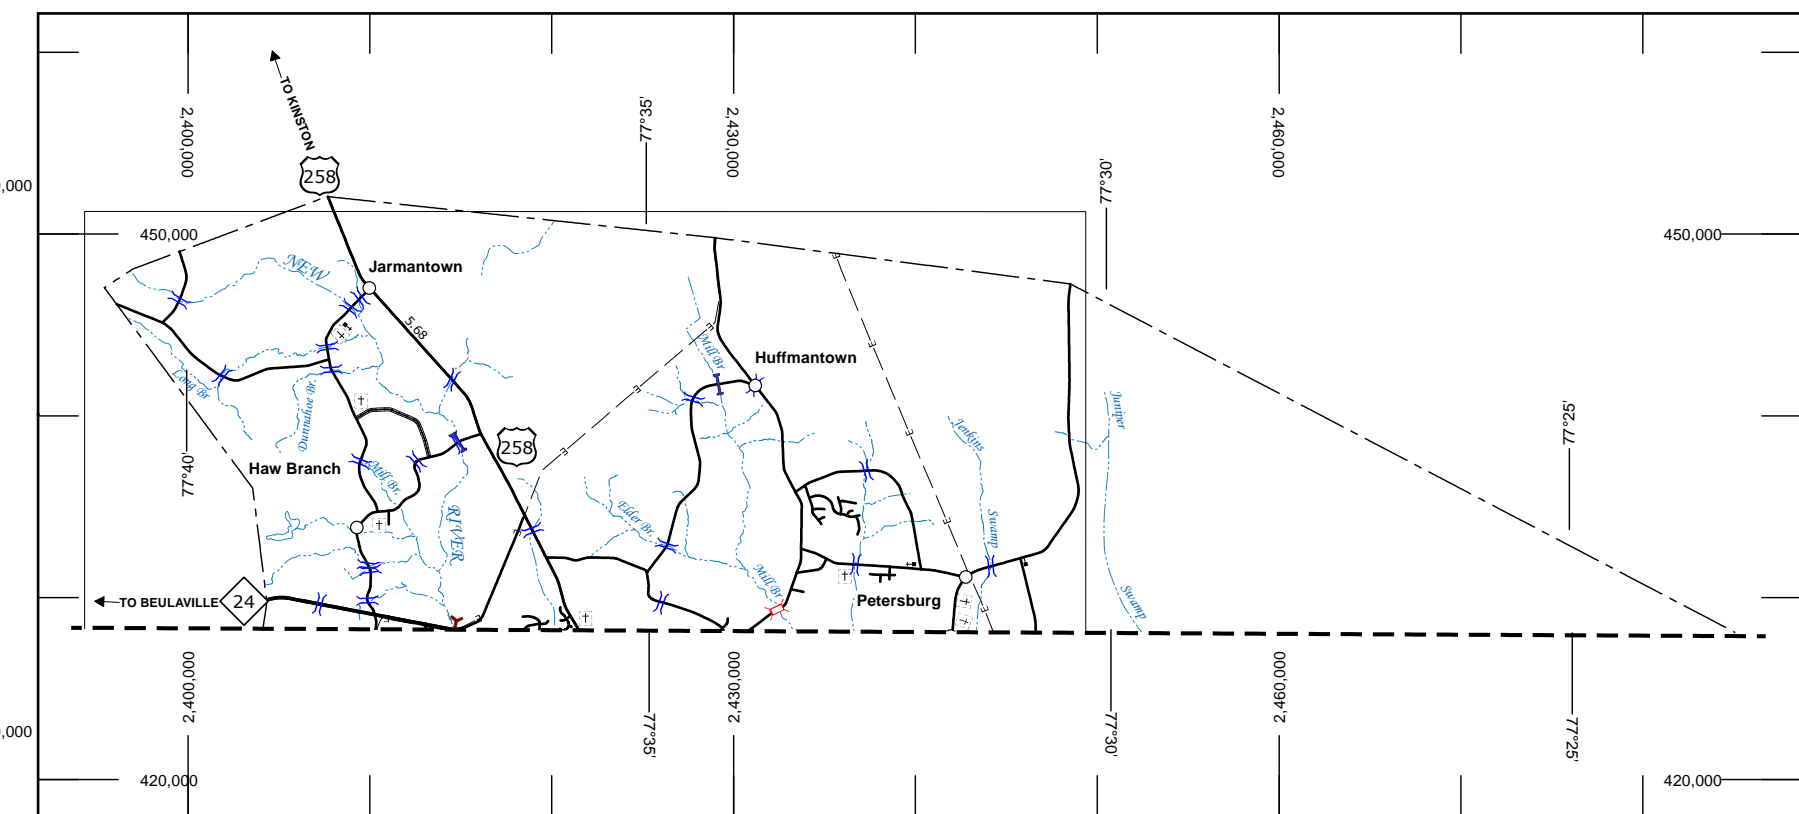 TO KINSTON
2,400,000
77°35'
2,430,000
77°30'
2,460,000
258
0,000
450,000
450,000
NEW
Jarmantown
5.68
Mill Br
Huffmantown
Long Br
Dunnahoe Br.
Juniper
77°25'
Jenkins
258
Haw Branch
77°40'
Mill Br.
RIVER
Elder Br.
Swamp
Mill Br
TO BEULAVILLE
24
Petersburg
Swamp
2,400,000
77°35'
2,430,000
77°30'
2,460,000
77°25'
0,000
420,000
420,000
E
E
E
E
E
E
E
E
E